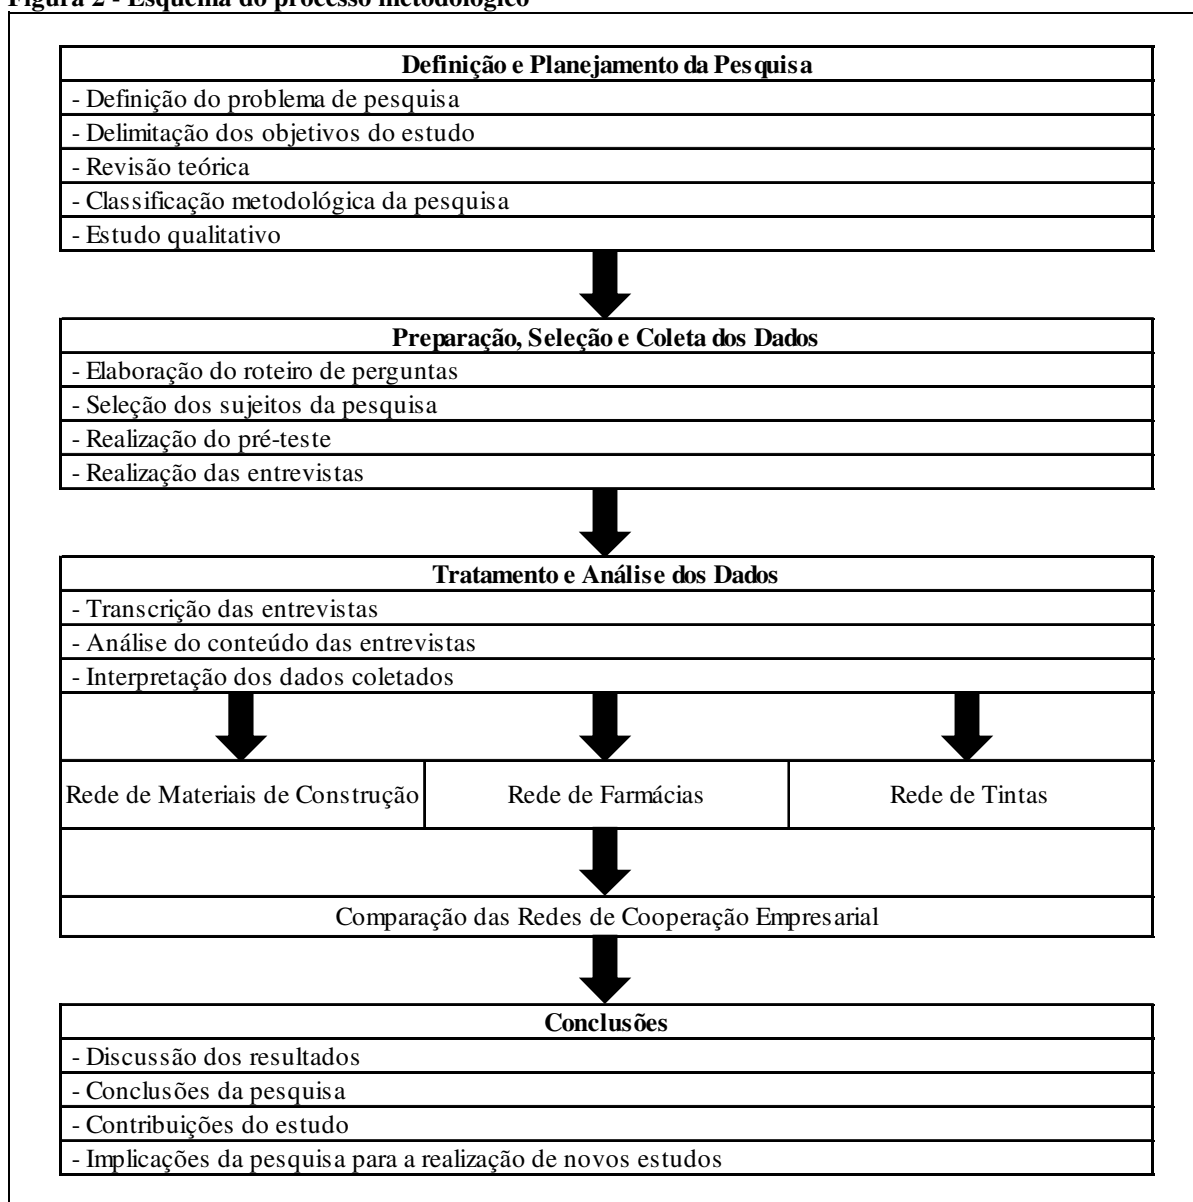 Figura 2 - Esquema do processo metodológico
Definição e Planejamento da Pesquisa
- Definição do problema de pesquisa
- Delimitação dos objetivos do estudo
- Revisão teórica
- Classificação metodológica da pesquisa
- Estudo qualitativo
Preparação, Seleção e Coleta dos Dados
- Elaboração do roteiro de perguntas
- Seleção dos sujeitos da pesquisa
- Realização do pré-teste
- Realização das entrevistas
Tratamento e Análise dos Dados
- Transcrição das entrevistas
- Análise do conteúdo das entrevistas
- Interpretação dos dados coletados
Rede de Materiais de Construção
Rede de Farmácias
Rede de Tintas
Comparação das Redes de Cooperação Empresarial
Conclusões
- Discussão dos resultados
- Conclusões da pesquisa
- Contribuições do estudo
- Implicações da pesquisa para a realização de novos estudos